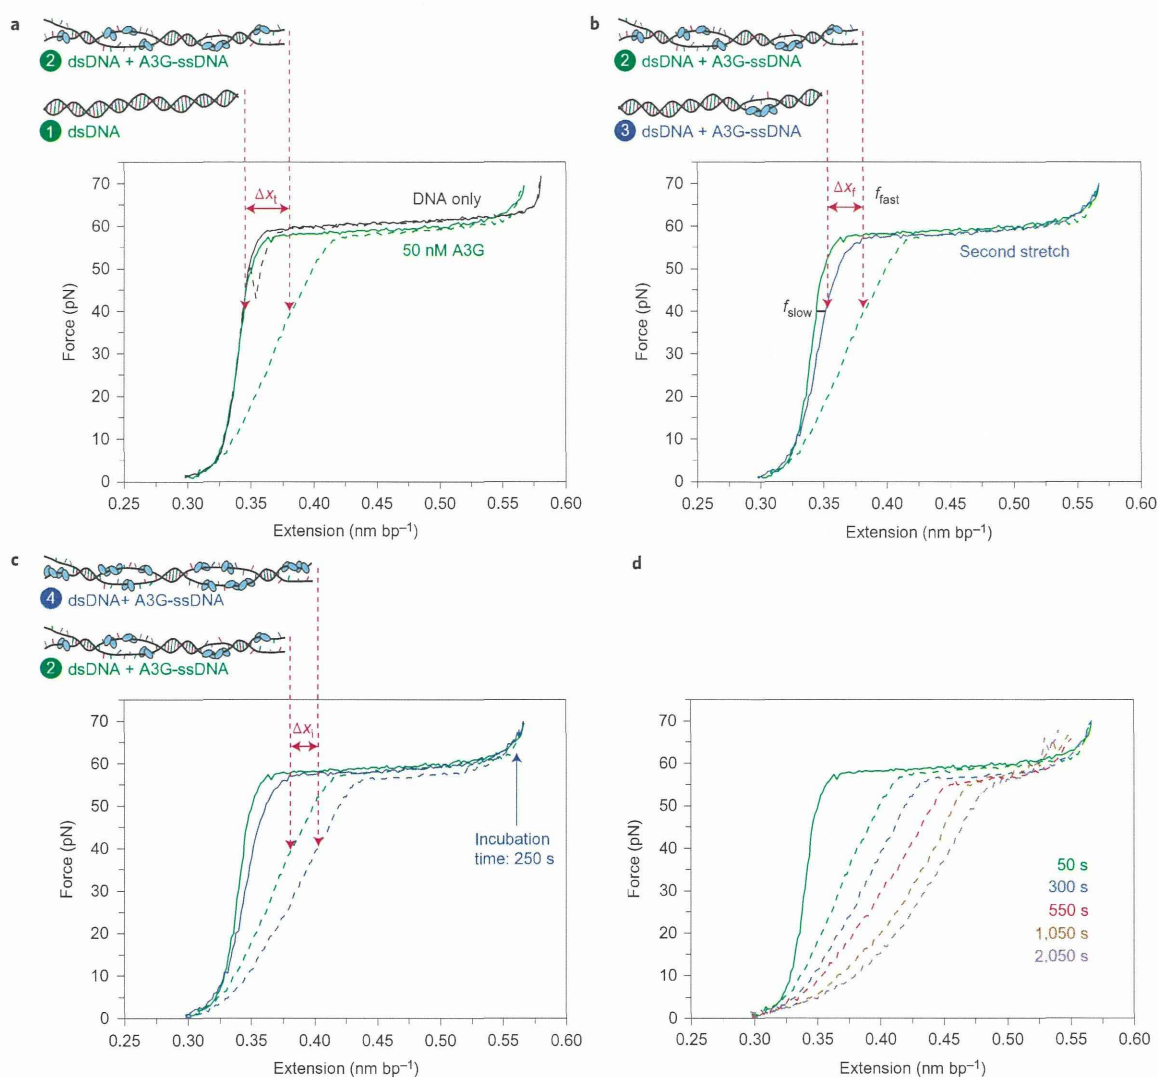 a
2 dsDNA + A3G-ssDNA
1 dsDNA
Δxt
DNA only
50 nM A3G
Force (pN)
70
60
50
40
30
20
10
0
0.25 0.30 0.35 0.40 0.45 0.50 0.55 0.60
Extension (nm bp⁻¹)
b
2 dsDNA + A3G-ssDNA
3 dsDNA + A3G-ssDNA
Δxf
ffast
Second stretch
fslow
Force (pN)
70
60
50
40
30
20
10
0
0.25 0.30 0.35 0.40 0.45 0.50 0.55 0.60
Extension (nm bp⁻¹)
c
4 dsDNA+ A3G-ssDNA
2 dsDNA + A3G-ssDNA
Δxi
Incubation
time: 250 s
Force (pN)
70
60
50
40
30
20
10
0
0.25 0.30 0.35 0.40 0.45 0.50 0.55 0.60
Extension (nm bp⁻¹)
d
50 s
300 s
550 s
1,050 s
2,050 s
Force (pN)
70
60
50
40
30
20
10
0
0.25 0.30 0.35 0.40 0.45 0.50 0.55 0.60
Extension (nm bp⁻¹)